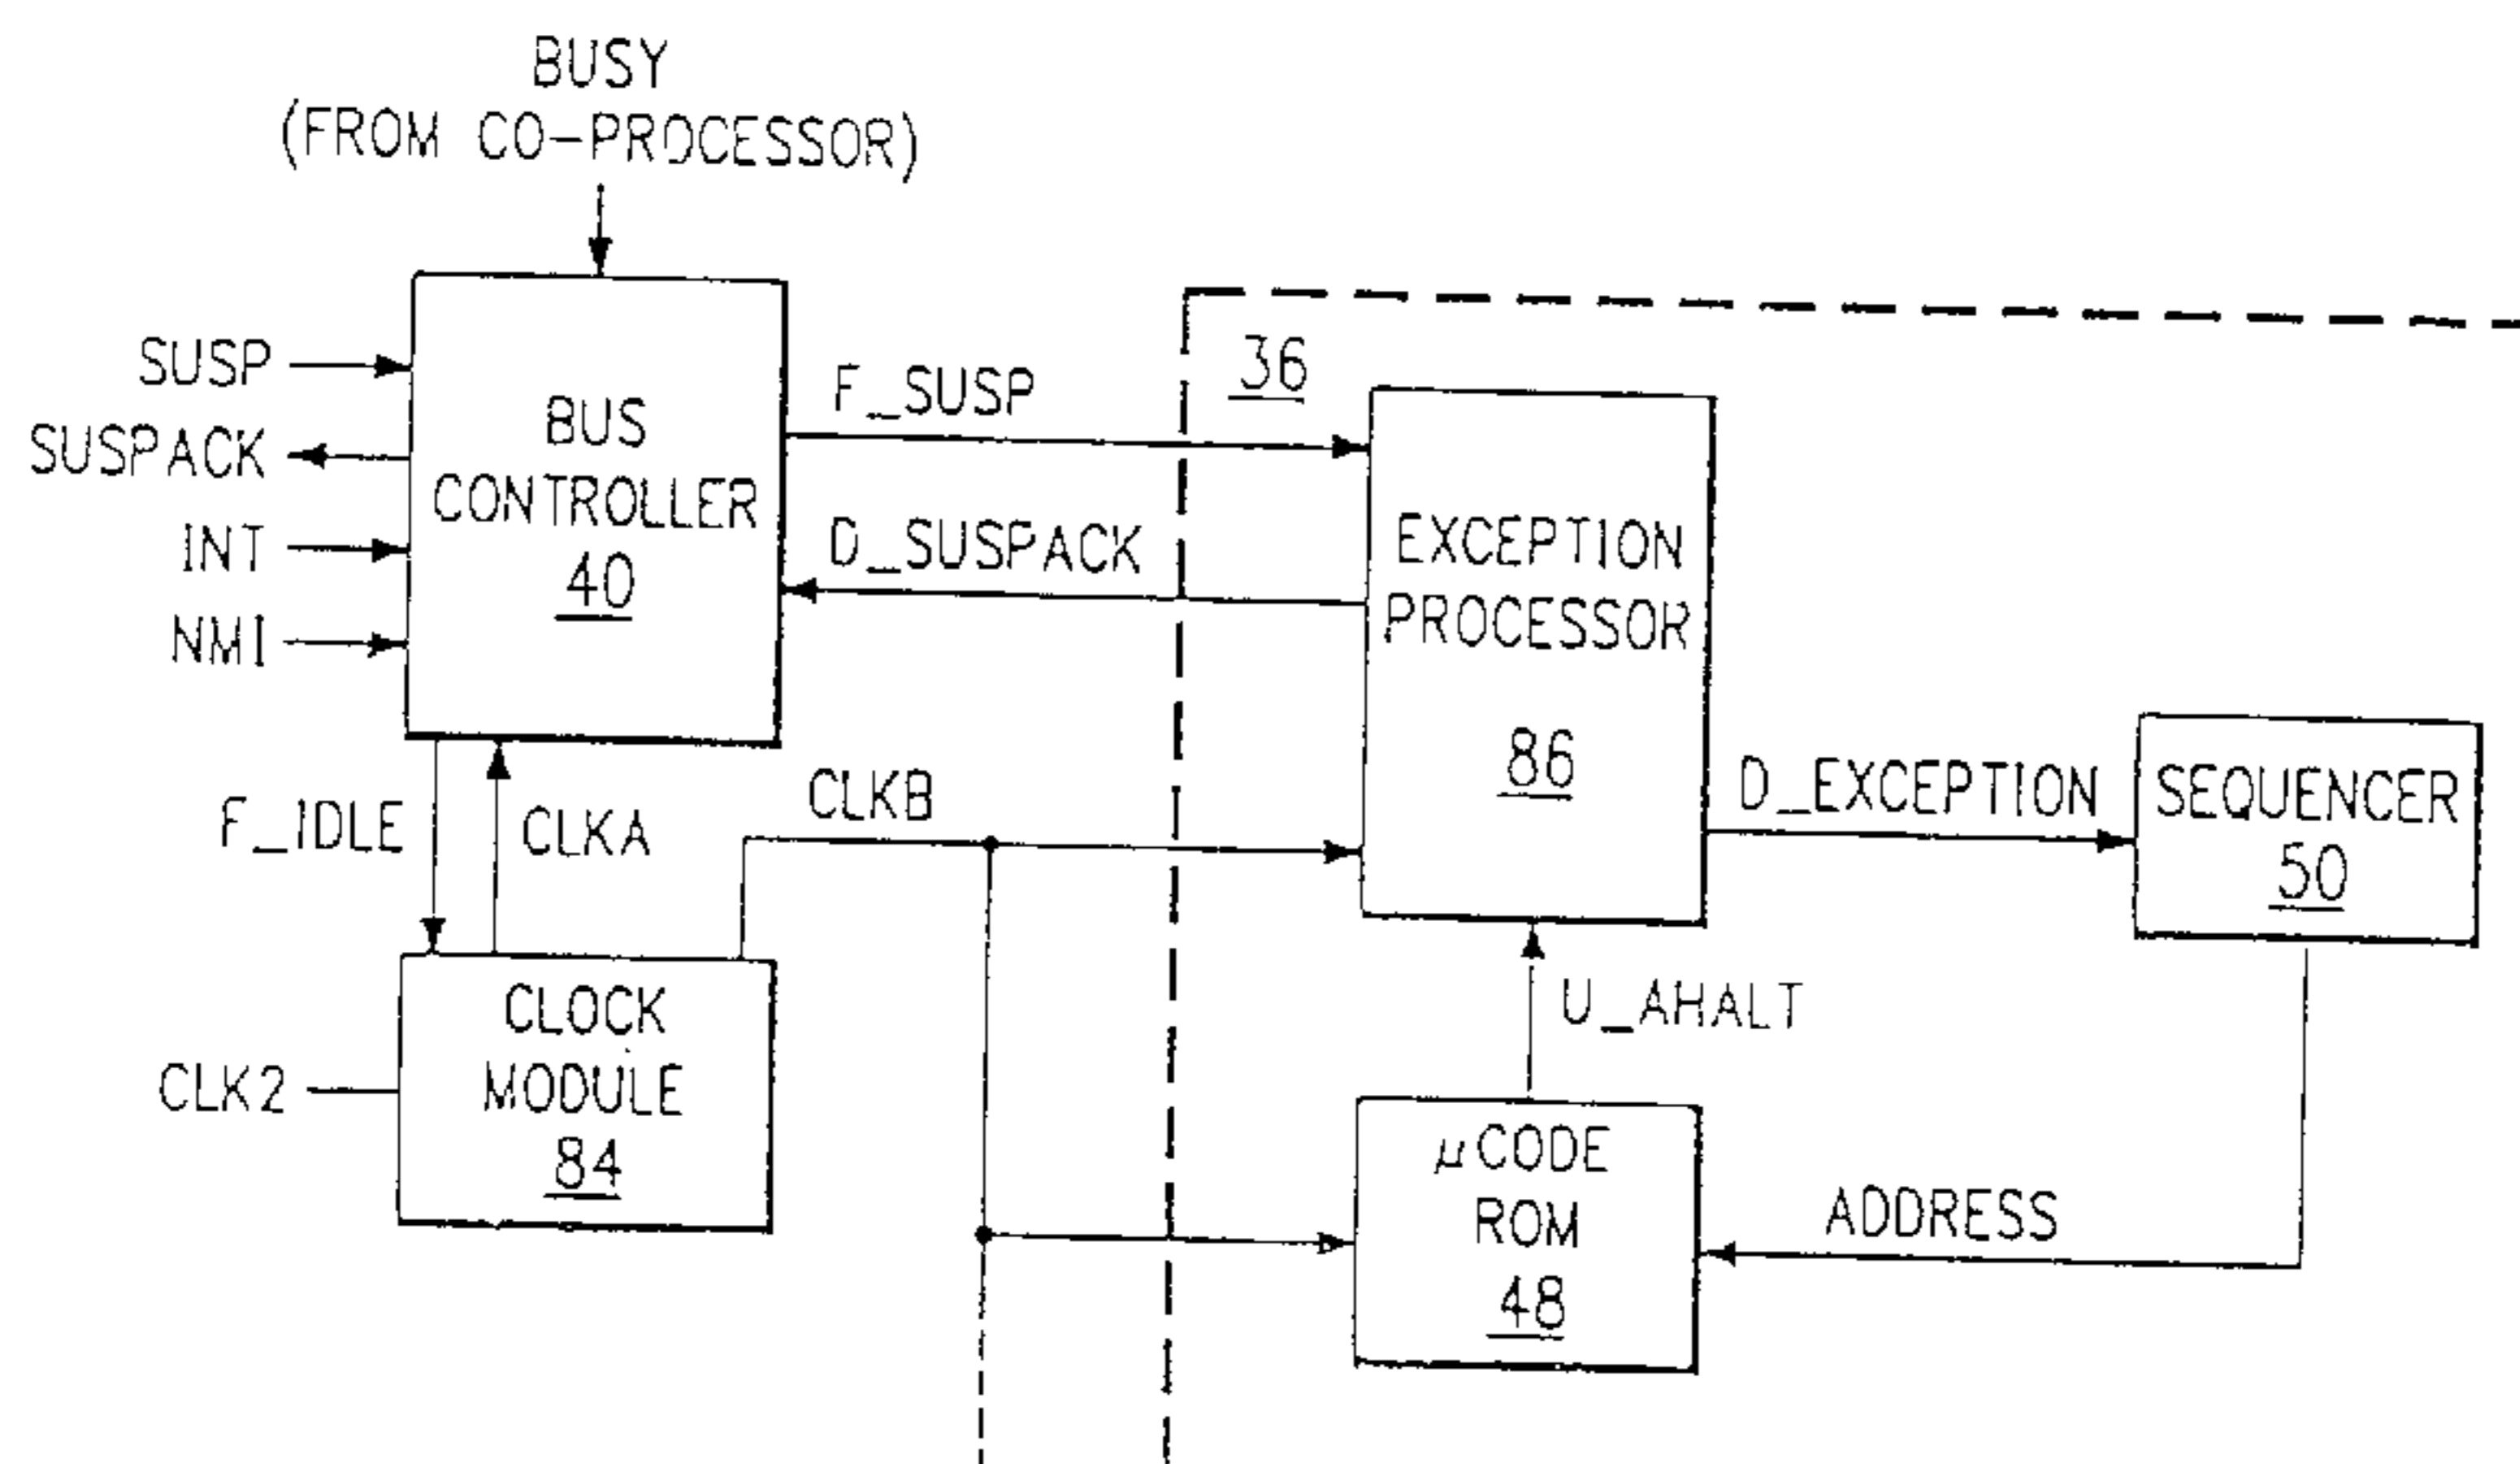 BUSY
(FROM CO-PROCESSOR)
SUSP
SUSPACK
INT
NMI
BUS
CONTROLLER
40
F_SUSP
D_SUSPACK
36
EXCEPTION
PROCESSOR
86
F_IDLE
CLKA
CLKB
D_EXCEPTION
SEQUENCER
50
CLK2
CLOCK
MODULE
84
U_AHALT
μCODE
ROM
48
ADDRESS